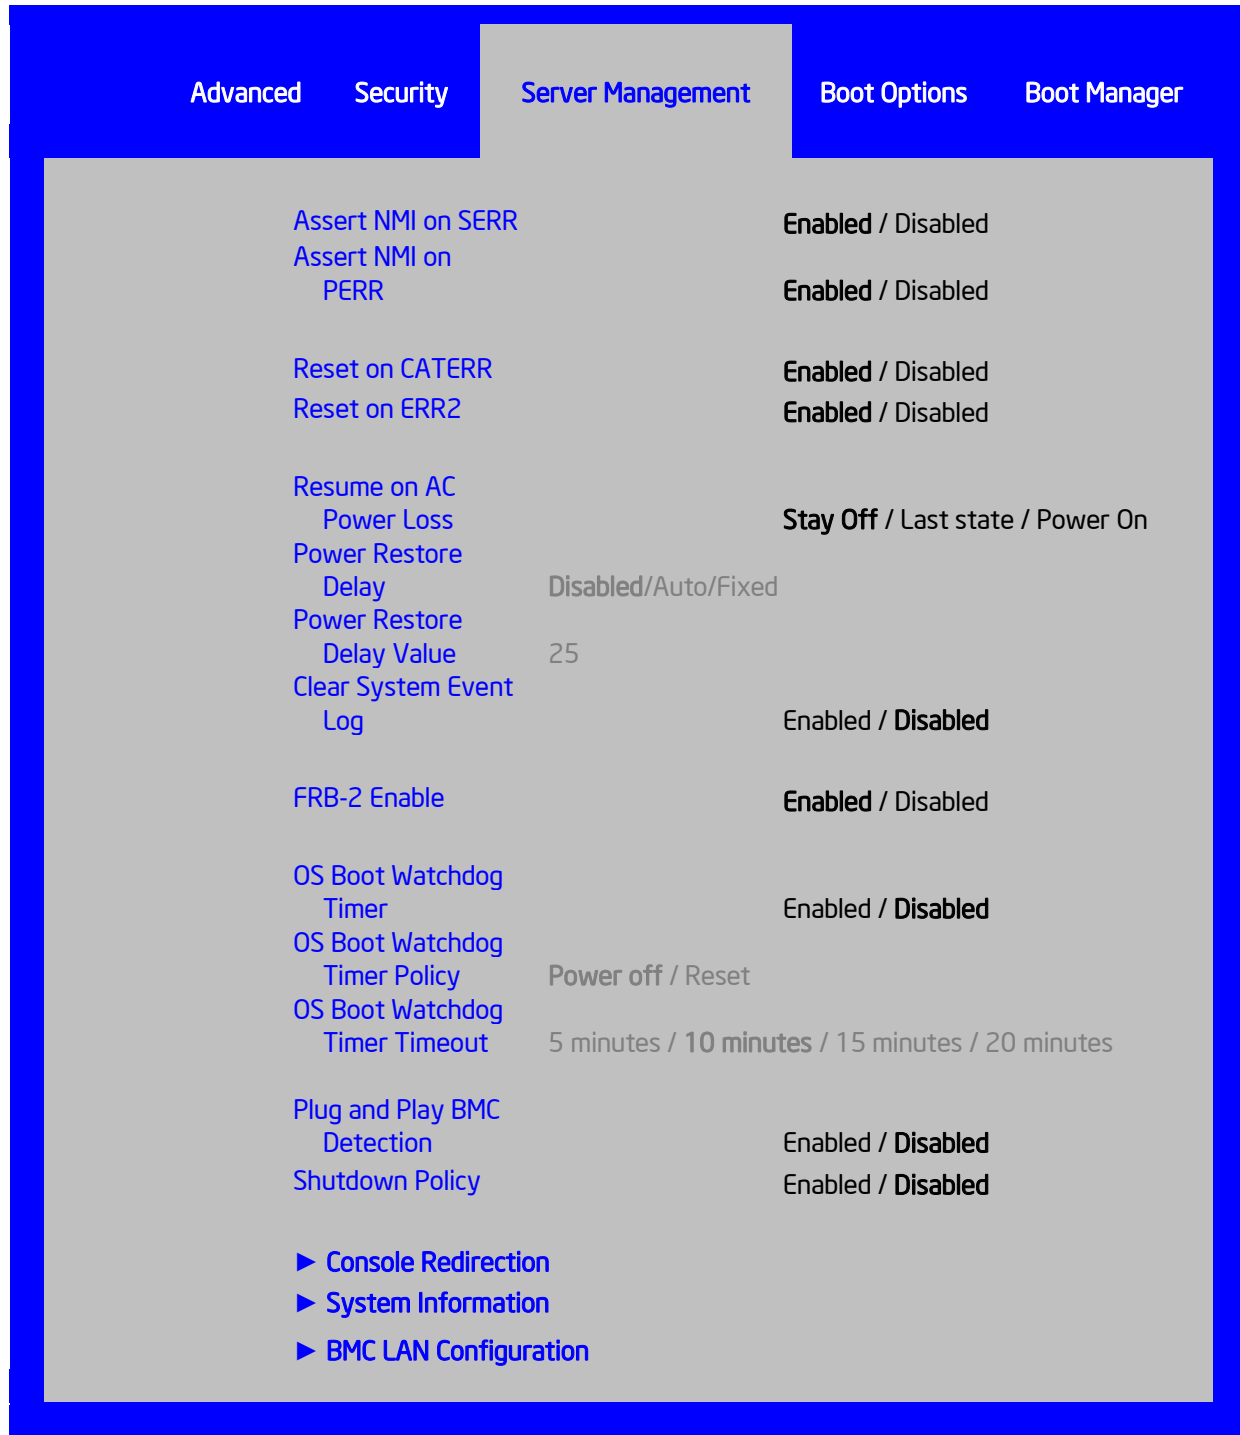 Advanced Security Server Management Boot Options Boot Manager
Assert NMI on SERR Enabled / Disabled
Assert NMI on
PERR Enabled / Disabled
Reset on CATERR Enabled / Disabled
Reset on ERR2 Enabled / Disabled
Resume on AC
Power Loss Stay Off / Last state / Power On
Power Restore
Delay Disabled/Auto/Fixed
Power Restore
Delay Value 25
Clear System Event
Log Enabled / Disabled
FRB-2 Enable Enabled / Disabled
OS Boot Watchdog
Timer Enabled / Disabled
OS Boot Watchdog
Timer Policy Power off / Reset
OS Boot Watchdog
Timer Timeout 5 minutes / 10 minutes / 15 minutes / 20 minutes
Plug and Play BMC
Detection Enabled / Disabled
Shutdown Policy Enabled / Disabled
► Console Redirection
► System Information
► BMC LAN Configuration